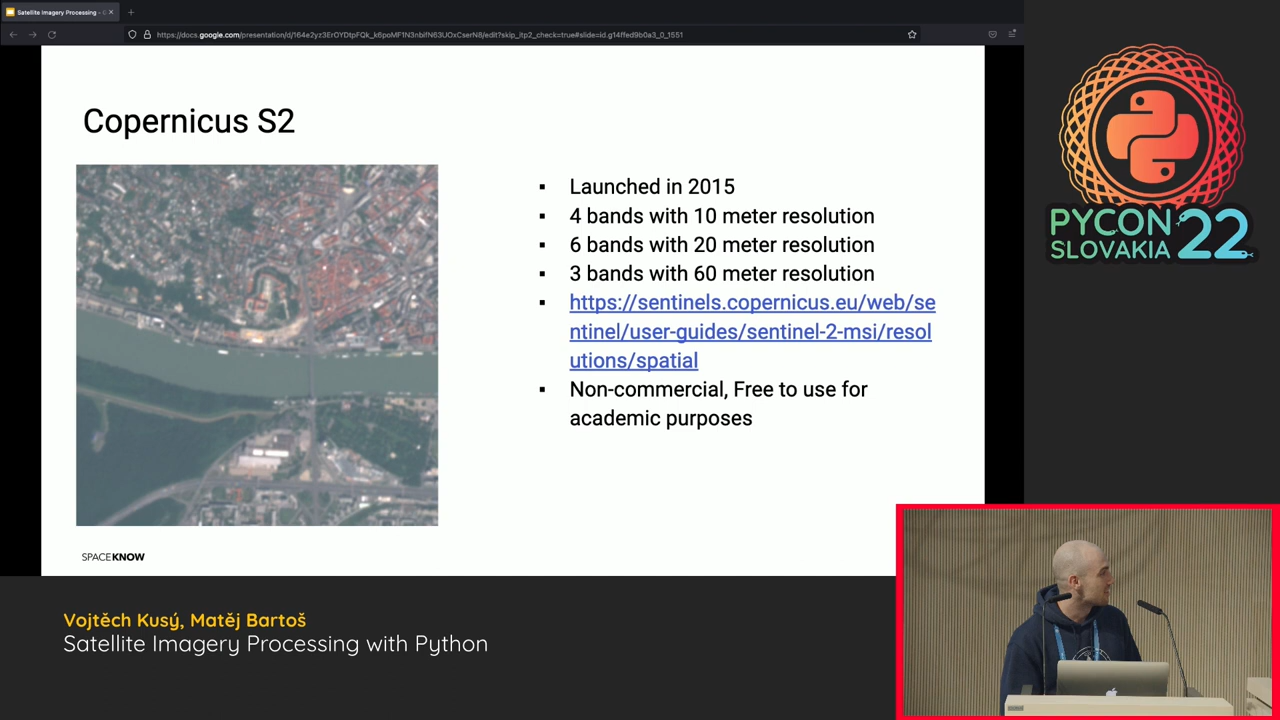 Satellite Imagery Processing - G
https://docs.google.com/presentation/d/164e2yz3ErOYDtpFQk_k6poMF1N3nbifN63UOxCserN8/edit?skip_itp2_check=true#slide=id.g14ffed9b0a3_0_1551
Copernicus S2
▪ Launched in 2015
▪ 4 bands with 10 meter resolution
▪ 6 bands with 20 meter resolution
▪ 3 bands with 60 meter resolution
▪ https://sentinels.copernicus.eu/web/se
ntinel/user-guides/sentinel-2-msi/resol
utions/spatial
▪ Non-commercial, Free to use for
academic purposes
SPACEKNOW
PYCON
SLOVAKIA
22
Vojtěch Kusý, Matěj Bartoš
Satellite Imagery Processing with Python